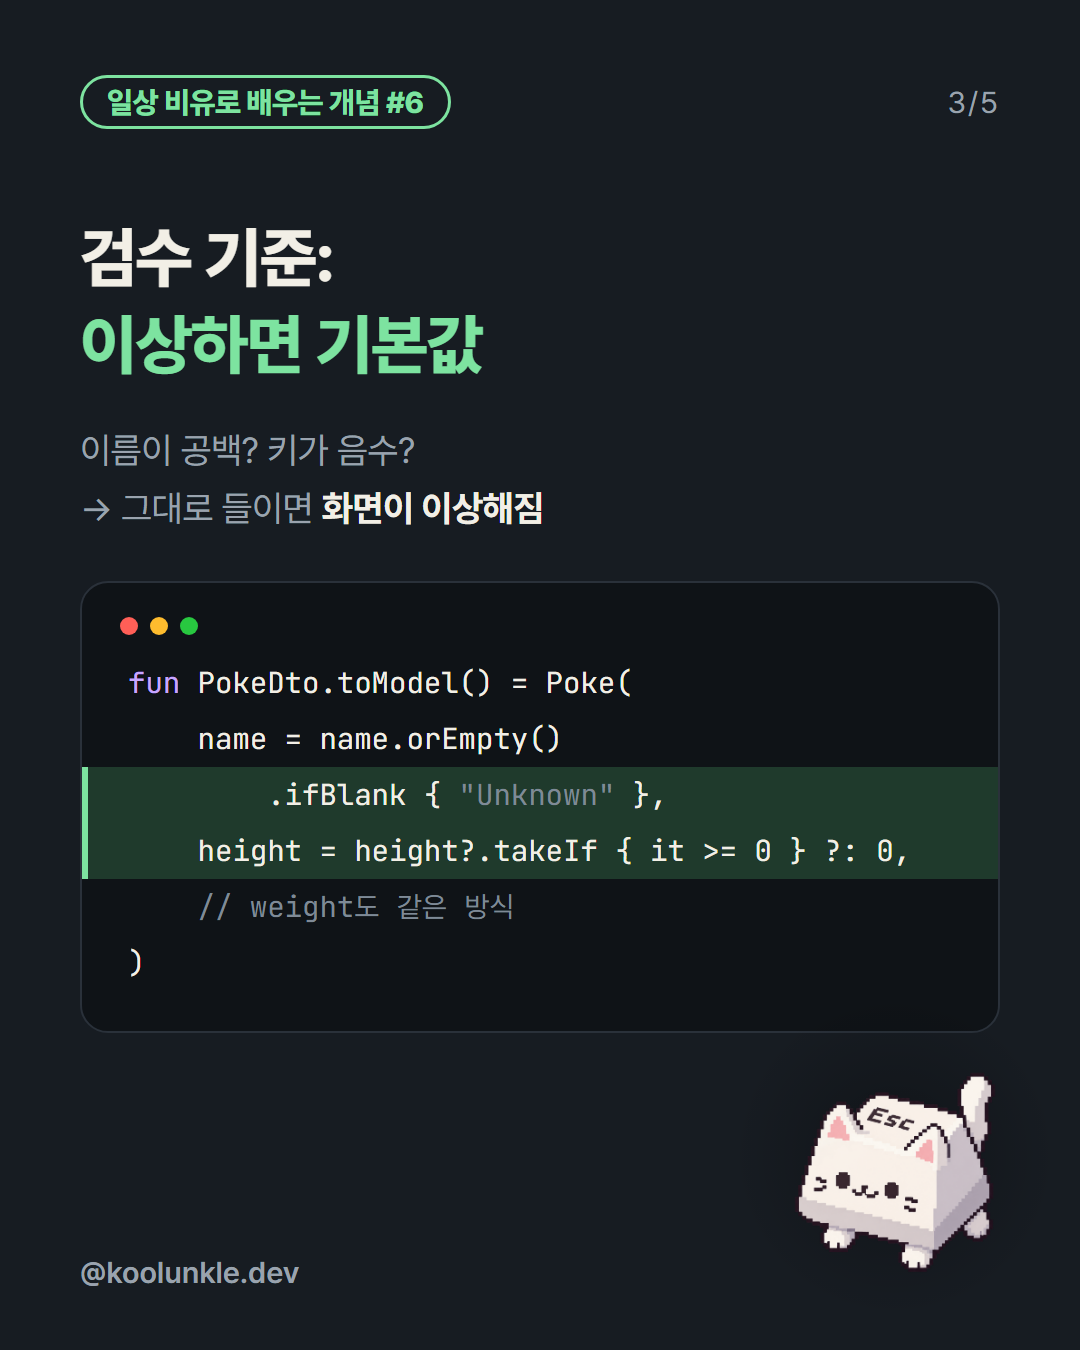 일상 비유로 배우는 개념 #6
3/5
검수 기준:
이상하면 기본값
이름이 공백? 키가 음수?
→ 그대로 들이면 화면이 이상해짐
fun PokeDto.toModel() = Poke(
    name = name.orEmpty()
        .ifBlank { "Unknown" },
    height = height?.takeIf { it >= 0 } ?: 0,
    // weight도 같은 방식
)
Esc
@koolunkle.dev